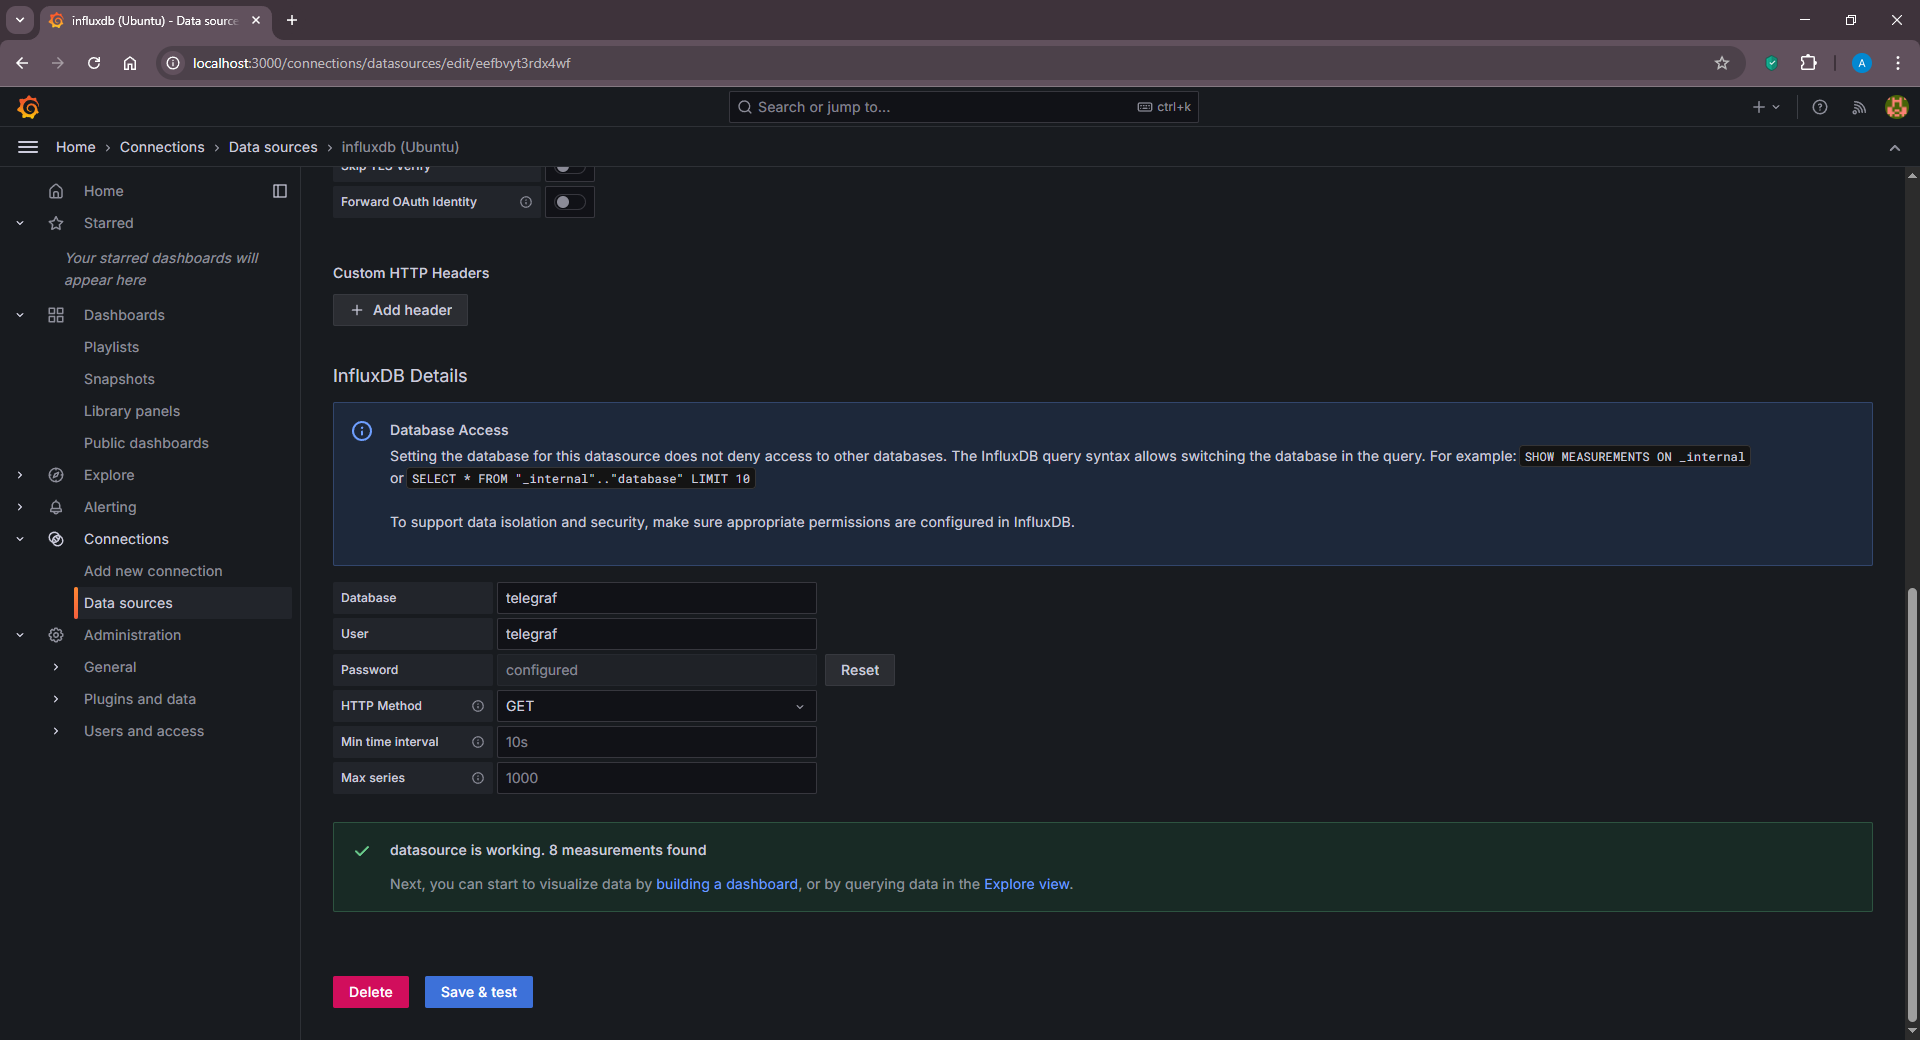 influxdb (Ubuntu) - Data source
localhost:3000/connections/datasources/edit/eefbvyt3rdx4wf
A
Search or jump to...
ctrl+k
Home › Connections › Data sources › influxdb (Ubuntu)
Home
Starred
Your starred dashboards will
appear here
Dashboards
Playlists
Snapshots
Library panels
Public dashboards
Explore
Alerting
Connections
Add new connection
Data sources
Administration
General
Plugins and data
Users and access
Skip TLS Verify
Forward OAuth Identity
Custom HTTP Headers
+ Add header
InfluxDB Details
Database Access
Setting the database for this datasource does not deny access to other databases. The InfluxDB query syntax allows switching the database in the query. For example: SHOW MEASUREMENTS ON _internal
or SELECT * FROM "_internal".."database" LIMIT 10
To support data isolation and security, make sure appropriate permissions are configured in InfluxDB.
Database telegraf
User telegraf
Password configured Reset
HTTP Method GET
Min time interval 10s
Max series 1000
datasource is working. 8 measurements found
Next, you can start to visualize data by building a dashboard, or by querying data in the Explore view.
Delete Save & test